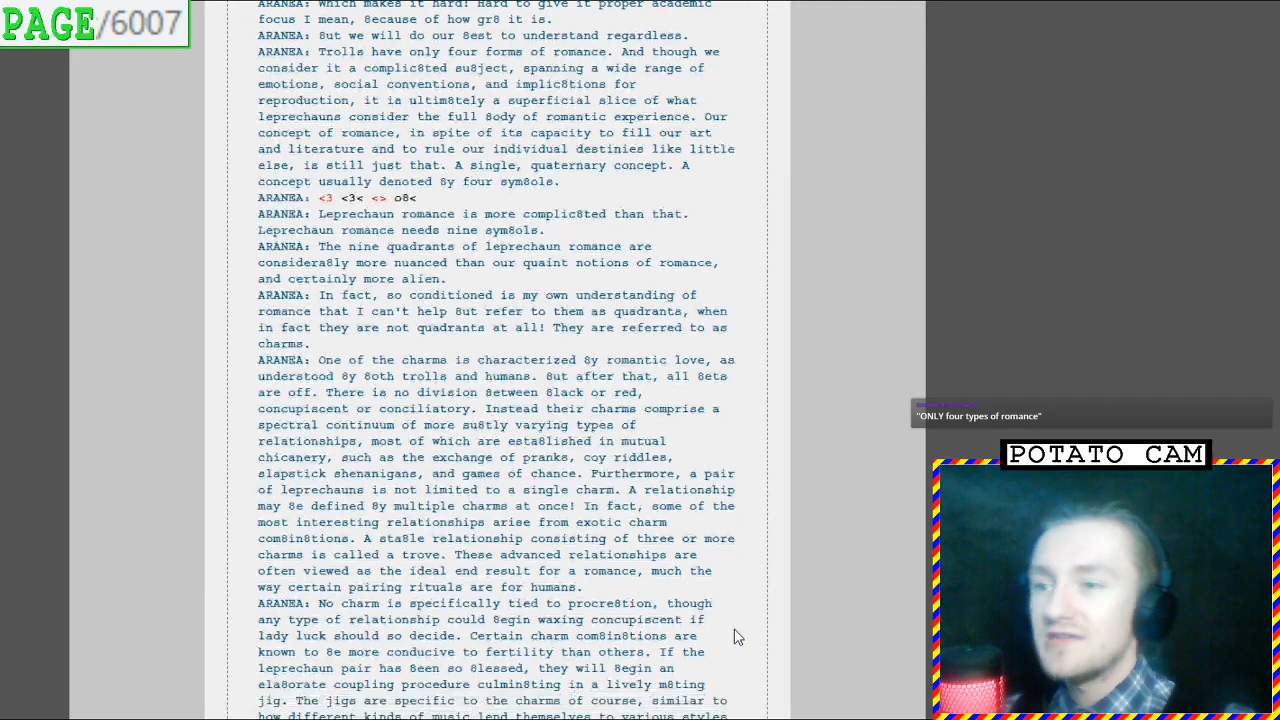 PAGE/6007
ARANEA: Which makes it hard! Hard to give it proper academic
focus I mean, 8ecause of how gr8 it is.
ARANEA: 8ut we will do our 8est to understand regardless.
ARANEA: Trolls have only four forms of romance. And though we
consider it a complic8ted su8ject, spanning a wide range of
emotions, social conventions, and implic8tions for
reproduction, it is ultim8tely a superficial slice of what
leprechauns consider the full 8ody of romantic experience. Our
concept of romance, in spite of its capacity to fill our art
and literature and to rule our individual destinies like little
else, is still just that. A single, quaternary concept. A
concept usually denoted 8y four sym8ols.
ARANEA: <3 <3< <> o8<
ARANEA: Leprechaun romance is more complic8ted than that.
Leprechaun romance needs nine sym8ols.
ARANEA: The nine quadrants of leprechaun romance are
considera8ly more nuanced than our quaint notions of romance,
and certainly more alien.
ARANEA: In fact, so conditioned is my own understanding of
romance that I can't help 8ut refer to them as quadrants, when
in fact they are not quadrants at all! They are referred to as
charms.
ARANEA: One of the charms is characterized 8y romantic love, as
understood 8y 8oth trolls and humans. 8ut after that, all 8ets
are off. There is no division 8etween 8lack or red,
concupiscent or conciliatory. Instead their charms comprise a
spectral continuum of more su8tly varying types of
relationships, most of which are esta8lished in mutual
chicanery, such as the exchange of pranks, coy riddles,
slapstick shenanigans, and games of chance. Furthermore, a pair
of leprechauns is not limited to a single charm. A relationship
may 8e defined 8y multiple charms at once! In fact, some of the
most interesting relationships arise from exotic charm
com8in8tions. A sta8le relationship consisting of three or more
charms is called a trove. These advanced relationships are
often viewed as the ideal end result for a romance, much the
way certain pairing rituals are for humans.
ARANEA: No charm is specifically tied to procre8tion, though
any type of relationship could 8egin waxing concupiscent if
lady luck should so decide. Certain charm com8in8tions are
known to 8e more conducive to fertility than others. If the
leprechaun pair has 8een so 8lessed, they will 8egin an
ela8orate coupling procedure culmin8ting in a lively m8ting
jig. The jigs are specific to the charms of course, similar to
how different kinds of music lend themselves to various styles
"ONLY four types of romance"
POTATO CAM